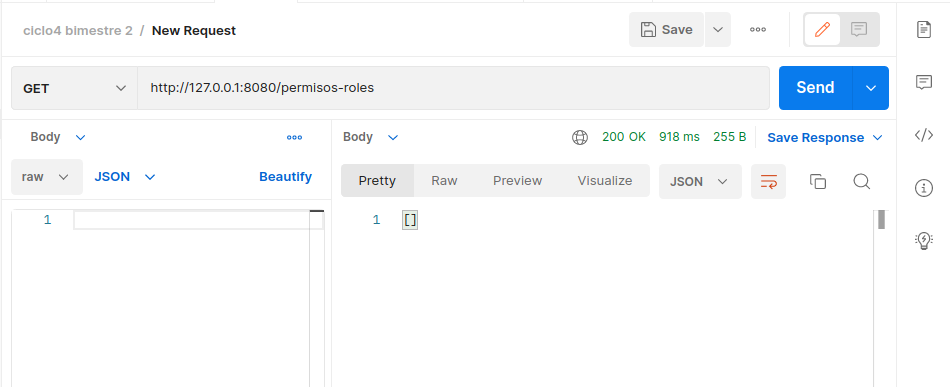 ciclo4 bimestre 2 / New Request
Save
GET
http://127.0.0.1:8080/permisos-roles
Send
Body
Body
200 OK 918 ms 255 B
Save Response
raw JSON Beautify
Pretty Raw Preview Visualize JSON
1
1 []